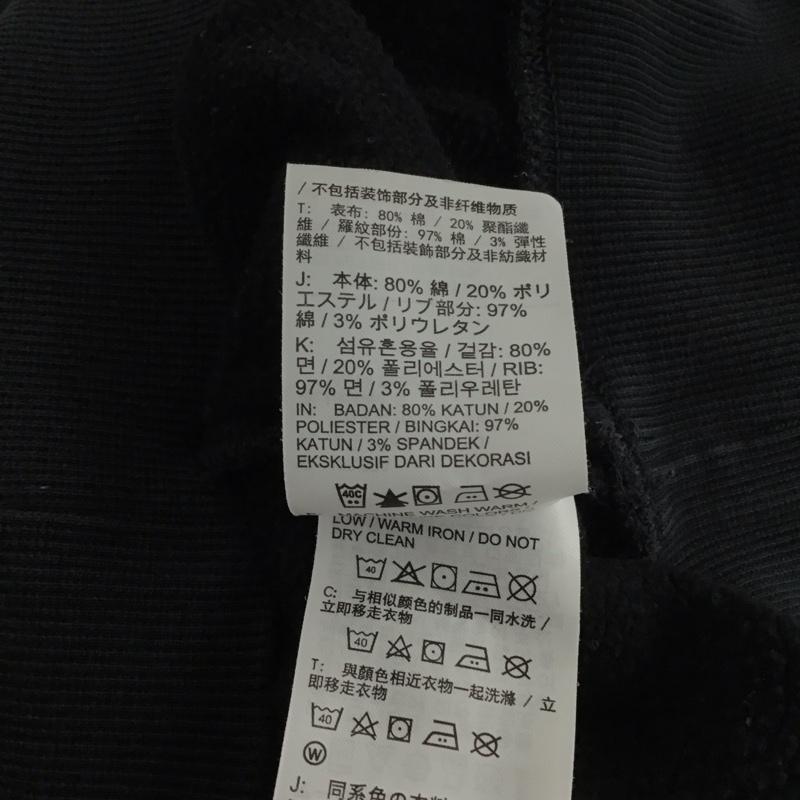 / 不包括装饰部分及非纤维物质
T: 表布: 80% 棉 / 20% 聚酯纖
維 / 羅紋部份: 97% 棉 / 3% 彈性
纖維 / 不包括裝飾部分及非紡織材
料
J: 本体: 80% 綿 / 20% ポリ
エステル / リブ部分: 97%
綿 / 3% ポリウレタン
K: 섬유혼용율 / 겉감: 80%
면 / 20% 폴리에스터 / RIB:
97% 면 / 3% 폴리우레탄
IN: BADAN: 80% KATUN / 20%
POLIESTER / BINGKAI: 97%
KATUN / 3% SPANDEK /
EKSKLUSIF DARI DEKORASI
40C
MACHINE WASH WARM /
LOW / WARM IRON / DO NOT
DRY CLEAN
40
C: 与相似颜色的制品一同水洗 /
立即移走衣物
40
T: 與顏色相近衣物一起洗滌 / 立
即移走衣物
40
W
J: 同系色の衣料